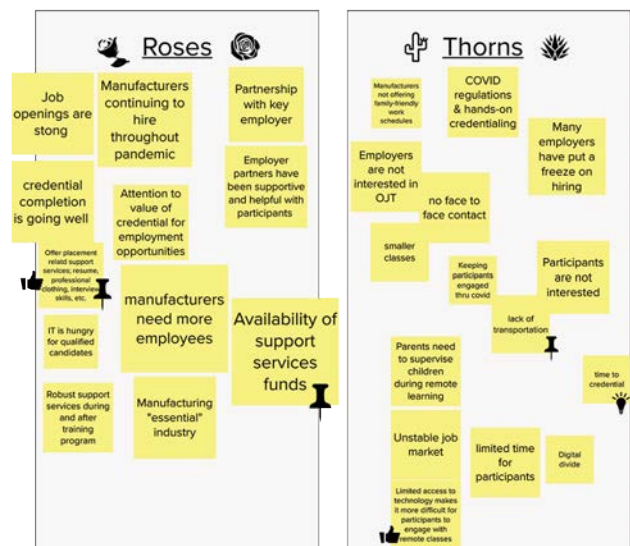 Roses
Job
openings are
stong
Manufacturers
continuing to
hire
throughout
pandemic
Partnership
with key
employer
credential
completion
is going well
Attention to
value of
credential for
employment
opportunities
Employer
partners have
been supportive
and helpful with
participants
Offer placement
relatd support
services; resume,
professional
clothing, interview
skills, etc.
manufacturers
need more
employees
Availability of
support
services
funds
IT is hungry
for qualified
candidates
Robust support
services during
and after
training
program
Manufacturing
"essential"
industry
Thorns
Manufacturers
not offering
family-friendly
work
schedules
COVID
regulations
& hands-on
credentialing
Many
employers
have put a
freeze on
hiring
Employers
are not
interested in
OJT
no face to
face contact
smaller
classes
Keeping
participants
engaged
thru covid
Participants
are not
interested
lack of
transportation
Parents need
to supervise
children
during remote
learning
time to
credential
Unstable job
market
limited time
for
participants
Digital
divide
Limited access to
technology makes
it more difficult for
participants to
engage with
remote classes